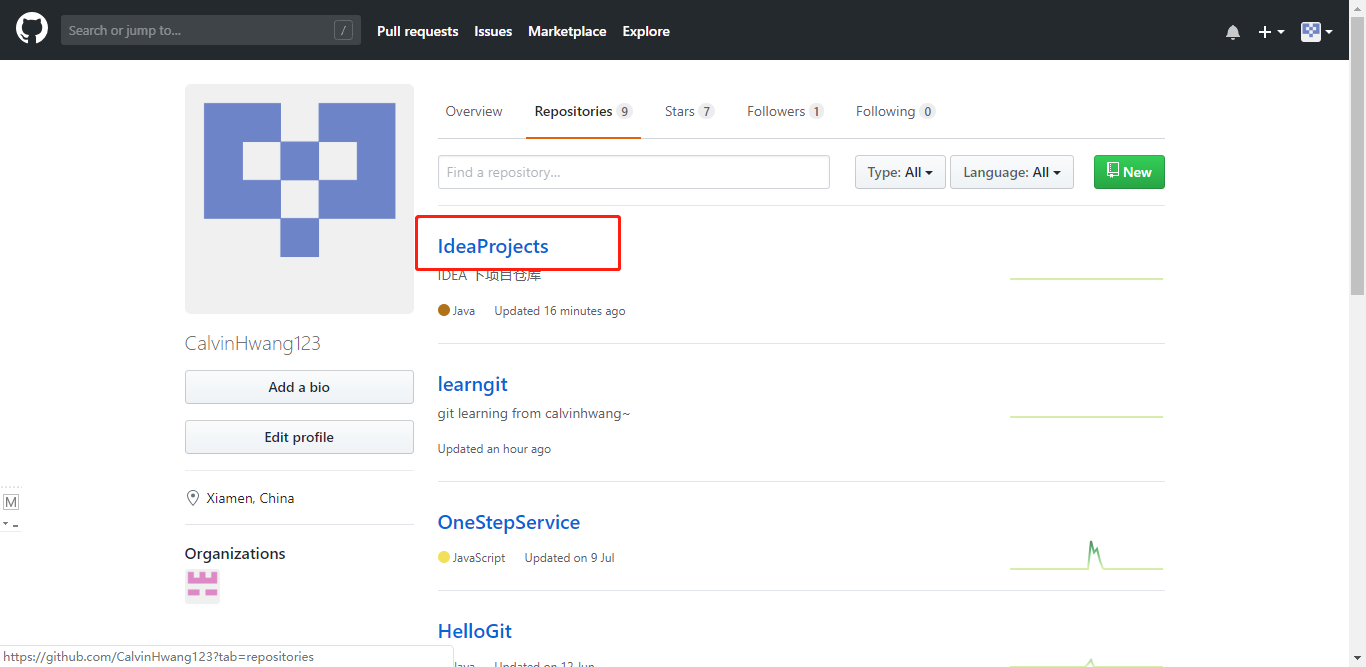 Search or jump to... / Pull requests Issues Marketplace Explore
Overview Repositories 9 Stars 7 Followers 1 Following 0
Find a repository... Type: All Language: All New
IdeaProjects
IDEA 下项目仓库
Java Updated 16 minutes ago
CalvinHwang123
Add a bio
Edit profile
Xiamen, China
Organizations
learngit
git learning from calvinhwang~
Updated an hour ago
OneStepService
JavaScript Updated on 9 Jul
HelloGit
Java Updated on 12 Jun
M
https://github.com/CalvinHwang123?tab=repositories